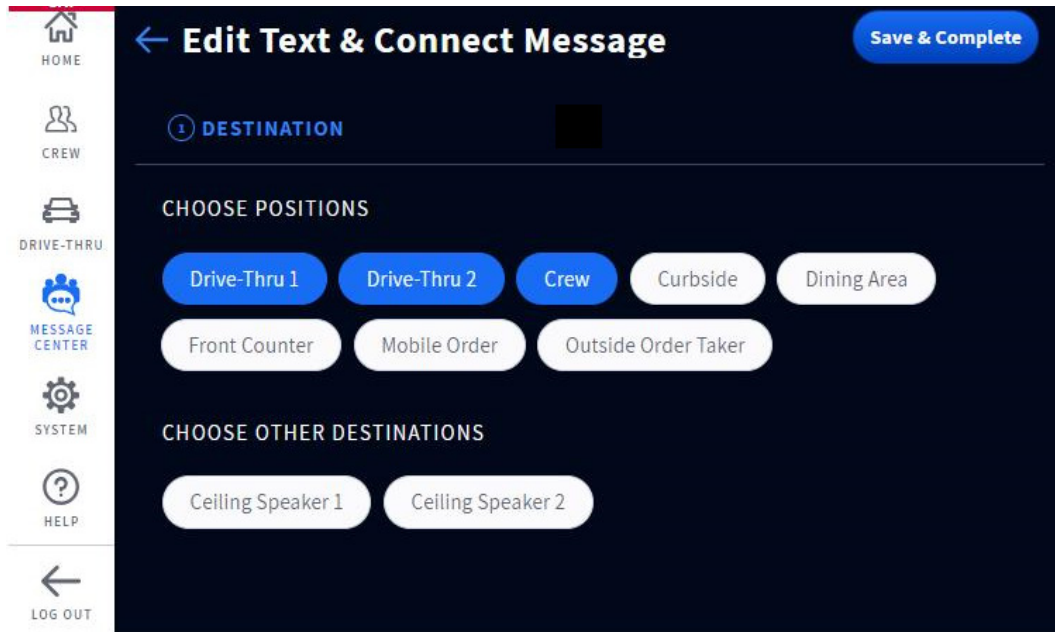 HOME
CREW
DRIVE-THRU
MESSAGE
CENTER
SYSTEM
HELP
LOG OUT
← Edit Text & Connect Message
Save & Complete
1 DESTINATION
CHOOSE POSITIONS
Drive-Thru 1 Drive-Thru 2 Crew Curbside Dining Area
Front Counter Mobile Order Outside Order Taker
CHOOSE OTHER DESTINATIONS
Ceiling Speaker 1 Ceiling Speaker 2